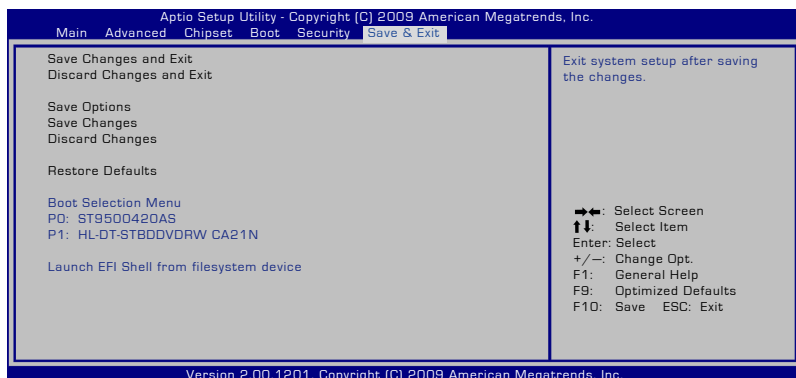 Aptio Setup Utility - Copyright (C) 2009 American Megatrends, Inc.
Main Advanced Chipset Boot Security Save & Exit
Save Changes and Exit
Discard Changes and Exit
Save Options
Save Changes
Discard Changes
Restore Defaults
Boot Selection Menu
P0: ST9500420AS
P1: HL-DT-STBDDVDRW CA21N
Launch EFI Shell from filesystem device
Exit system setup after saving
the changes.
→←: Select Screen
↑↓: Select Item
Enter: Select
+/—: Change Opt.
F1: General Help
F9: Optimized Defaults
F10: Save ESC: Exit
Version 2.00.1201. Copyright (C) 2009 American Megatrends, Inc.